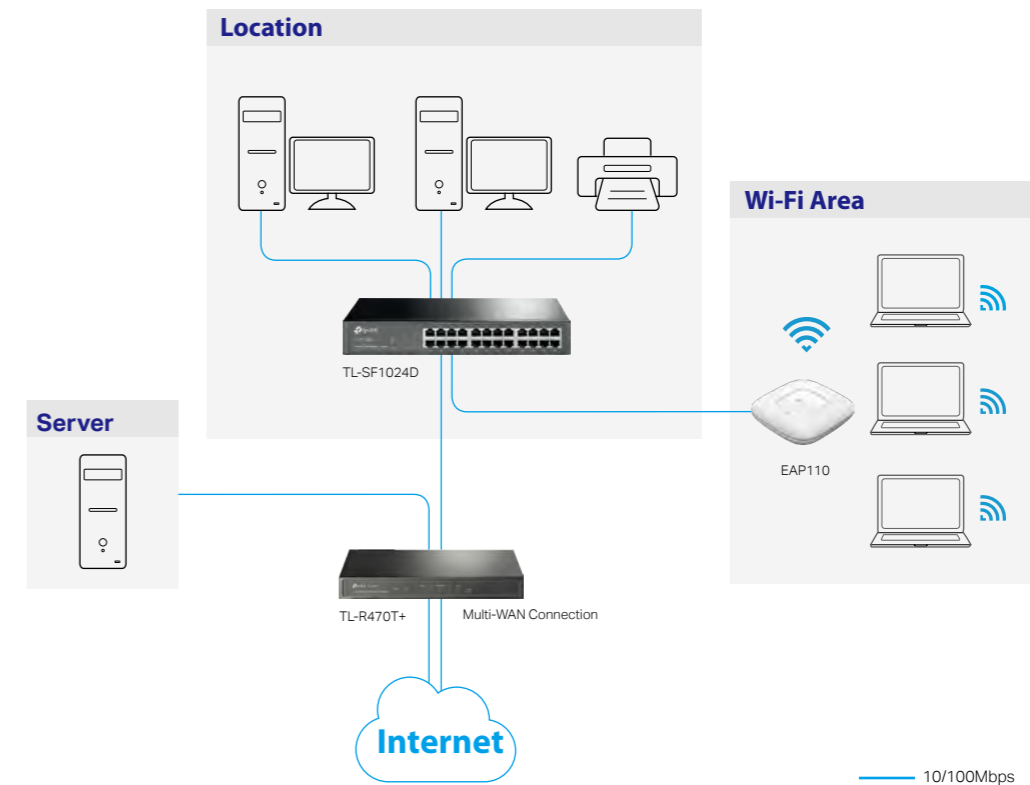 Location
Wi-Fi Area
TL-SF1024D
Server
EAP110
TL-R470T+
Multi-WAN Connection
Internet
10/100Mbps